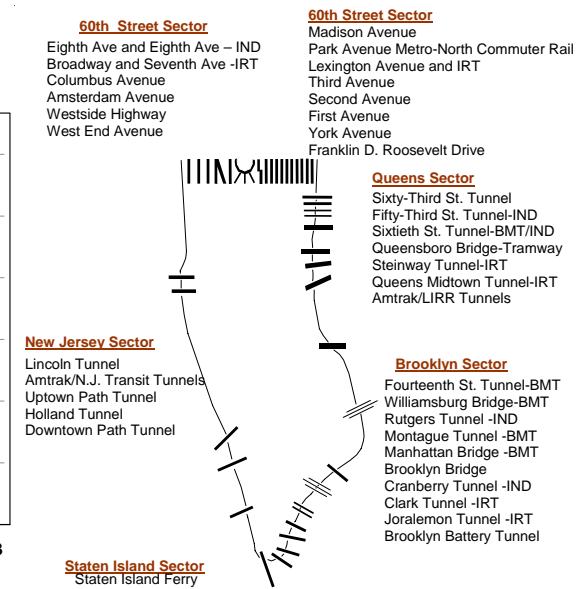 60th Street Sector
Eighth Ave and Eighth Ave – IND
Broadway and Seventh Ave -IRT
Columbus Avenue
Amsterdam Avenue
Westside Highway
West End Avenue
60th Street Sector
Madison Avenue
Park Avenue Metro-North Commuter Rail
Lexington Avenue and IRT
Third Avenue
Second Avenue
First Avenue
York Avenue
Franklin D. Roosevelt Drive
Queens Sector
Sixty-Third St. Tunnel
Fifty-Third St. Tunnel-IND
Sixtieth St. Tunnel-BMT/IND
Queensboro Bridge-Tramway
Steinway Tunnel-IRT
Queens Midtown Tunnel-IRT
Amtrak/LIRR Tunnels
New Jersey Sector
Lincoln Tunnel
Amtrak/N.J. Transit Tunnels
Uptown Path Tunnel
Holland Tunnel
Downtown Path Tunnel
Brooklyn Sector
Fourteenth St. Tunnel-BMT
Williamsburg Bridge-BMT
Rutgers Tunnel -IND
Montague Tunnel -BMT
Manhattan Bridge -BMT
Brooklyn Bridge
Cranberry Tunnel -IND
Clark Tunnel -IRT
Joralemon Tunnel -IRT
Brooklyn Battery Tunnel
Staten Island Sector
Staten Island Ferry